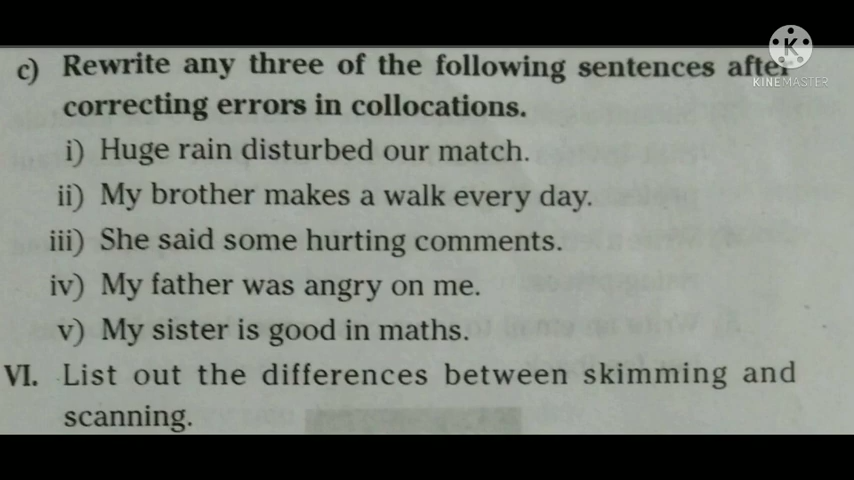 c) Rewrite any three of the following sentences after
correcting errors in collocations.
i) Huge rain disturbed our match.
ii) My brother makes a walk every day.
iii) She said some hurting comments.
iv) My father was angry on me.
v) My sister is good in maths.
VI. List out the differences between skimming and
scanning.
K
KINEMASTER